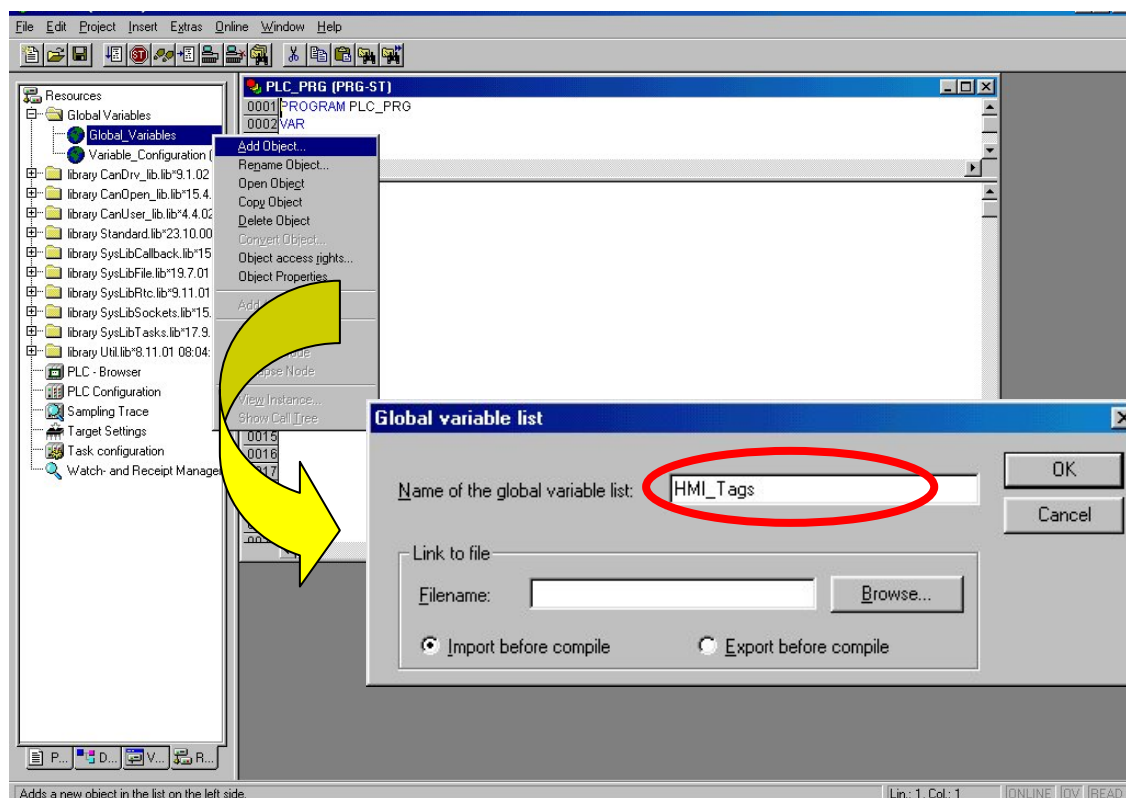 File Edit Project Insert Extras Online Window Help
PLC_PRG (PRG-ST)
0001 PROGRAM PLC_PRG
0002 VAR
Resources
Global Variables
Global_Variables
Variable_Configuration (
library CanDrv_lib.lib*9.1.02
library CanOpen_lib.lib*15.4.
library CanUser_lib.lib*4.4.02
library Standard.lib*23.10.00
library SysLibCallback.lib*15
library SysLibFile.lib*19.7.01
library SysLibRtc.lib*9.11.01
library SysLibSockets.lib*15.
library SysLibTasks.lib*17.9.
library Util.lib*8.11.01 08:04:
PLC - Browser
PLC Configuration
Sampling Trace
Target Settings
Task configuration
Watch- and Receipt Manager
Add Object...
Rename Object...
Open Object
Copy Object
Delete Object
Convert Object...
Object access rights...
Object Properties
Add
Node
Node
View Instance...
Show Call Tree
0015
0016
Global variable list
Name of the global variable list: HMI_Tags
OK
Cancel
Link to file
Filename:
Browse...
Import before compile
Export before compile
P... D... V... R...
Adds a new object in the list on the left side.
Lin.: 1, Col.: 1 ONLINE OV READ